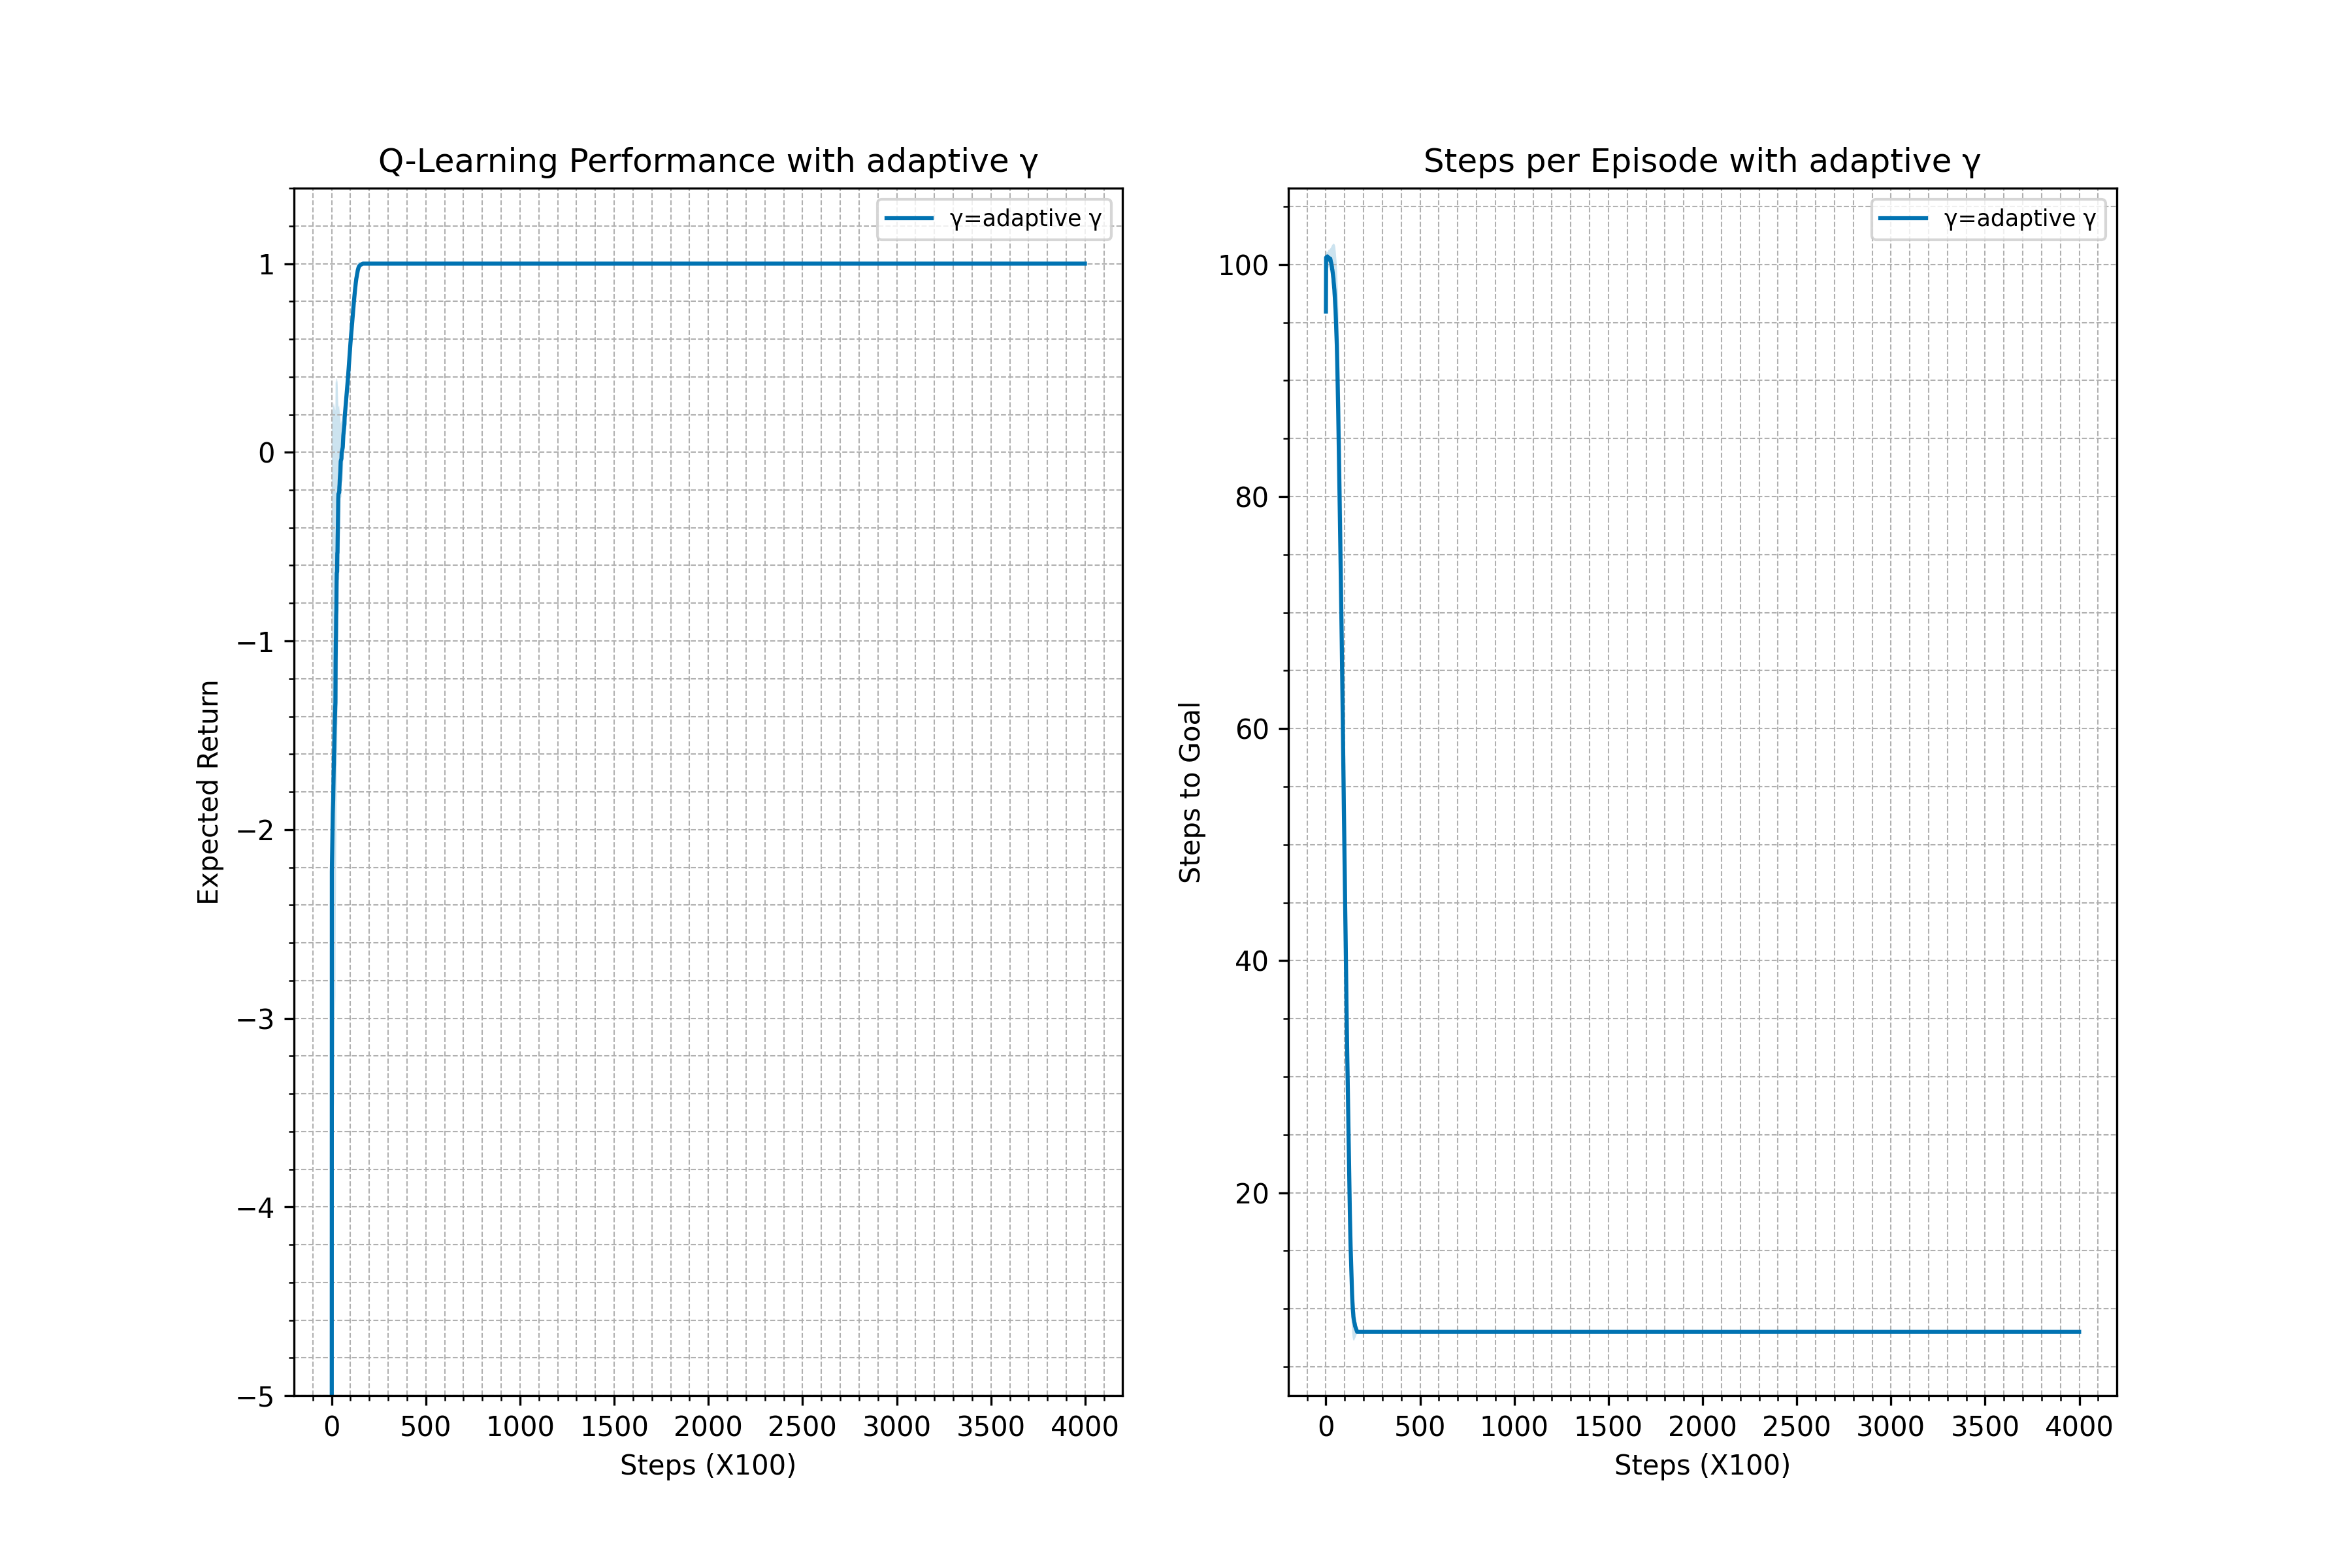 Q-Learning Performance with adaptive γ
γ=adaptive γ
1
0
−1
−2
−3
−4
−5
Expected Return
0 500 1000 1500 2000 2500 3000 3500 4000
Steps (X100)
Steps per Episode with adaptive γ
γ=adaptive γ
100
80
60
40
20
Steps to Goal
0 500 1000 1500 2000 2500 3000 3500 4000
Steps (X100)